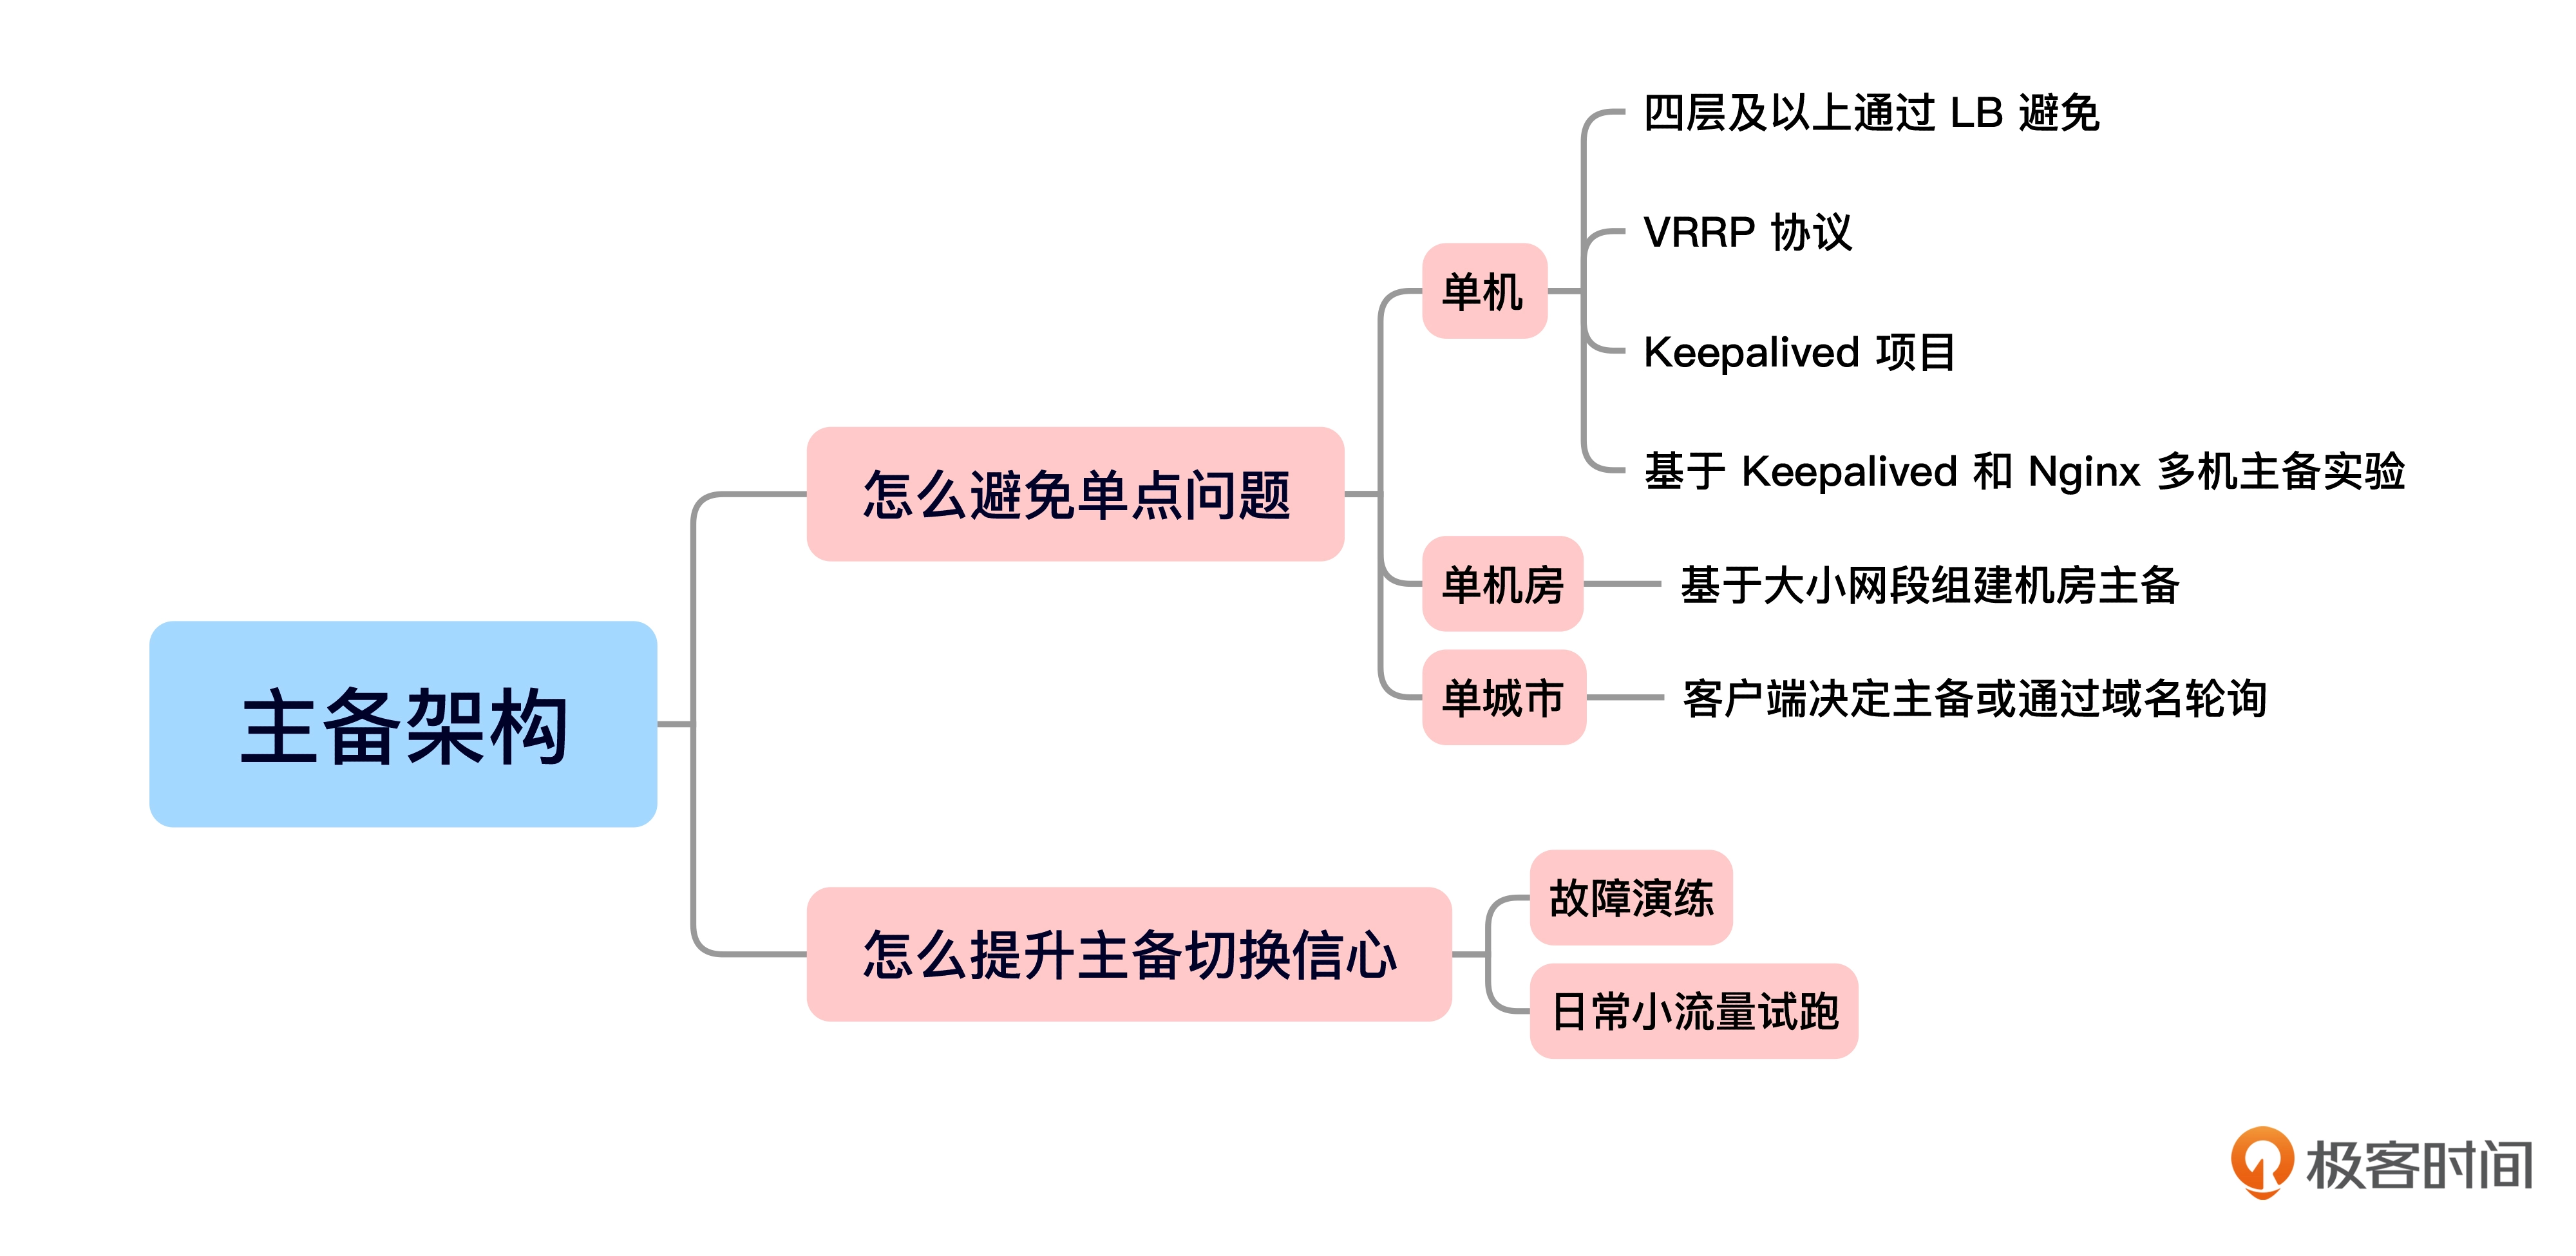 主备架构
怎么避免单点问题
单机
四层及以上通过 LB 避免
VRRP 协议
Keepalived 项目
基于 Keepalived 和 Nginx 多机主备实验
单机房
基于大小网段组建机房主备
单城市
客户端决定主备或通过域名轮询
怎么提升主备切换信心
故障演练
日常小流量试跑
极客时间